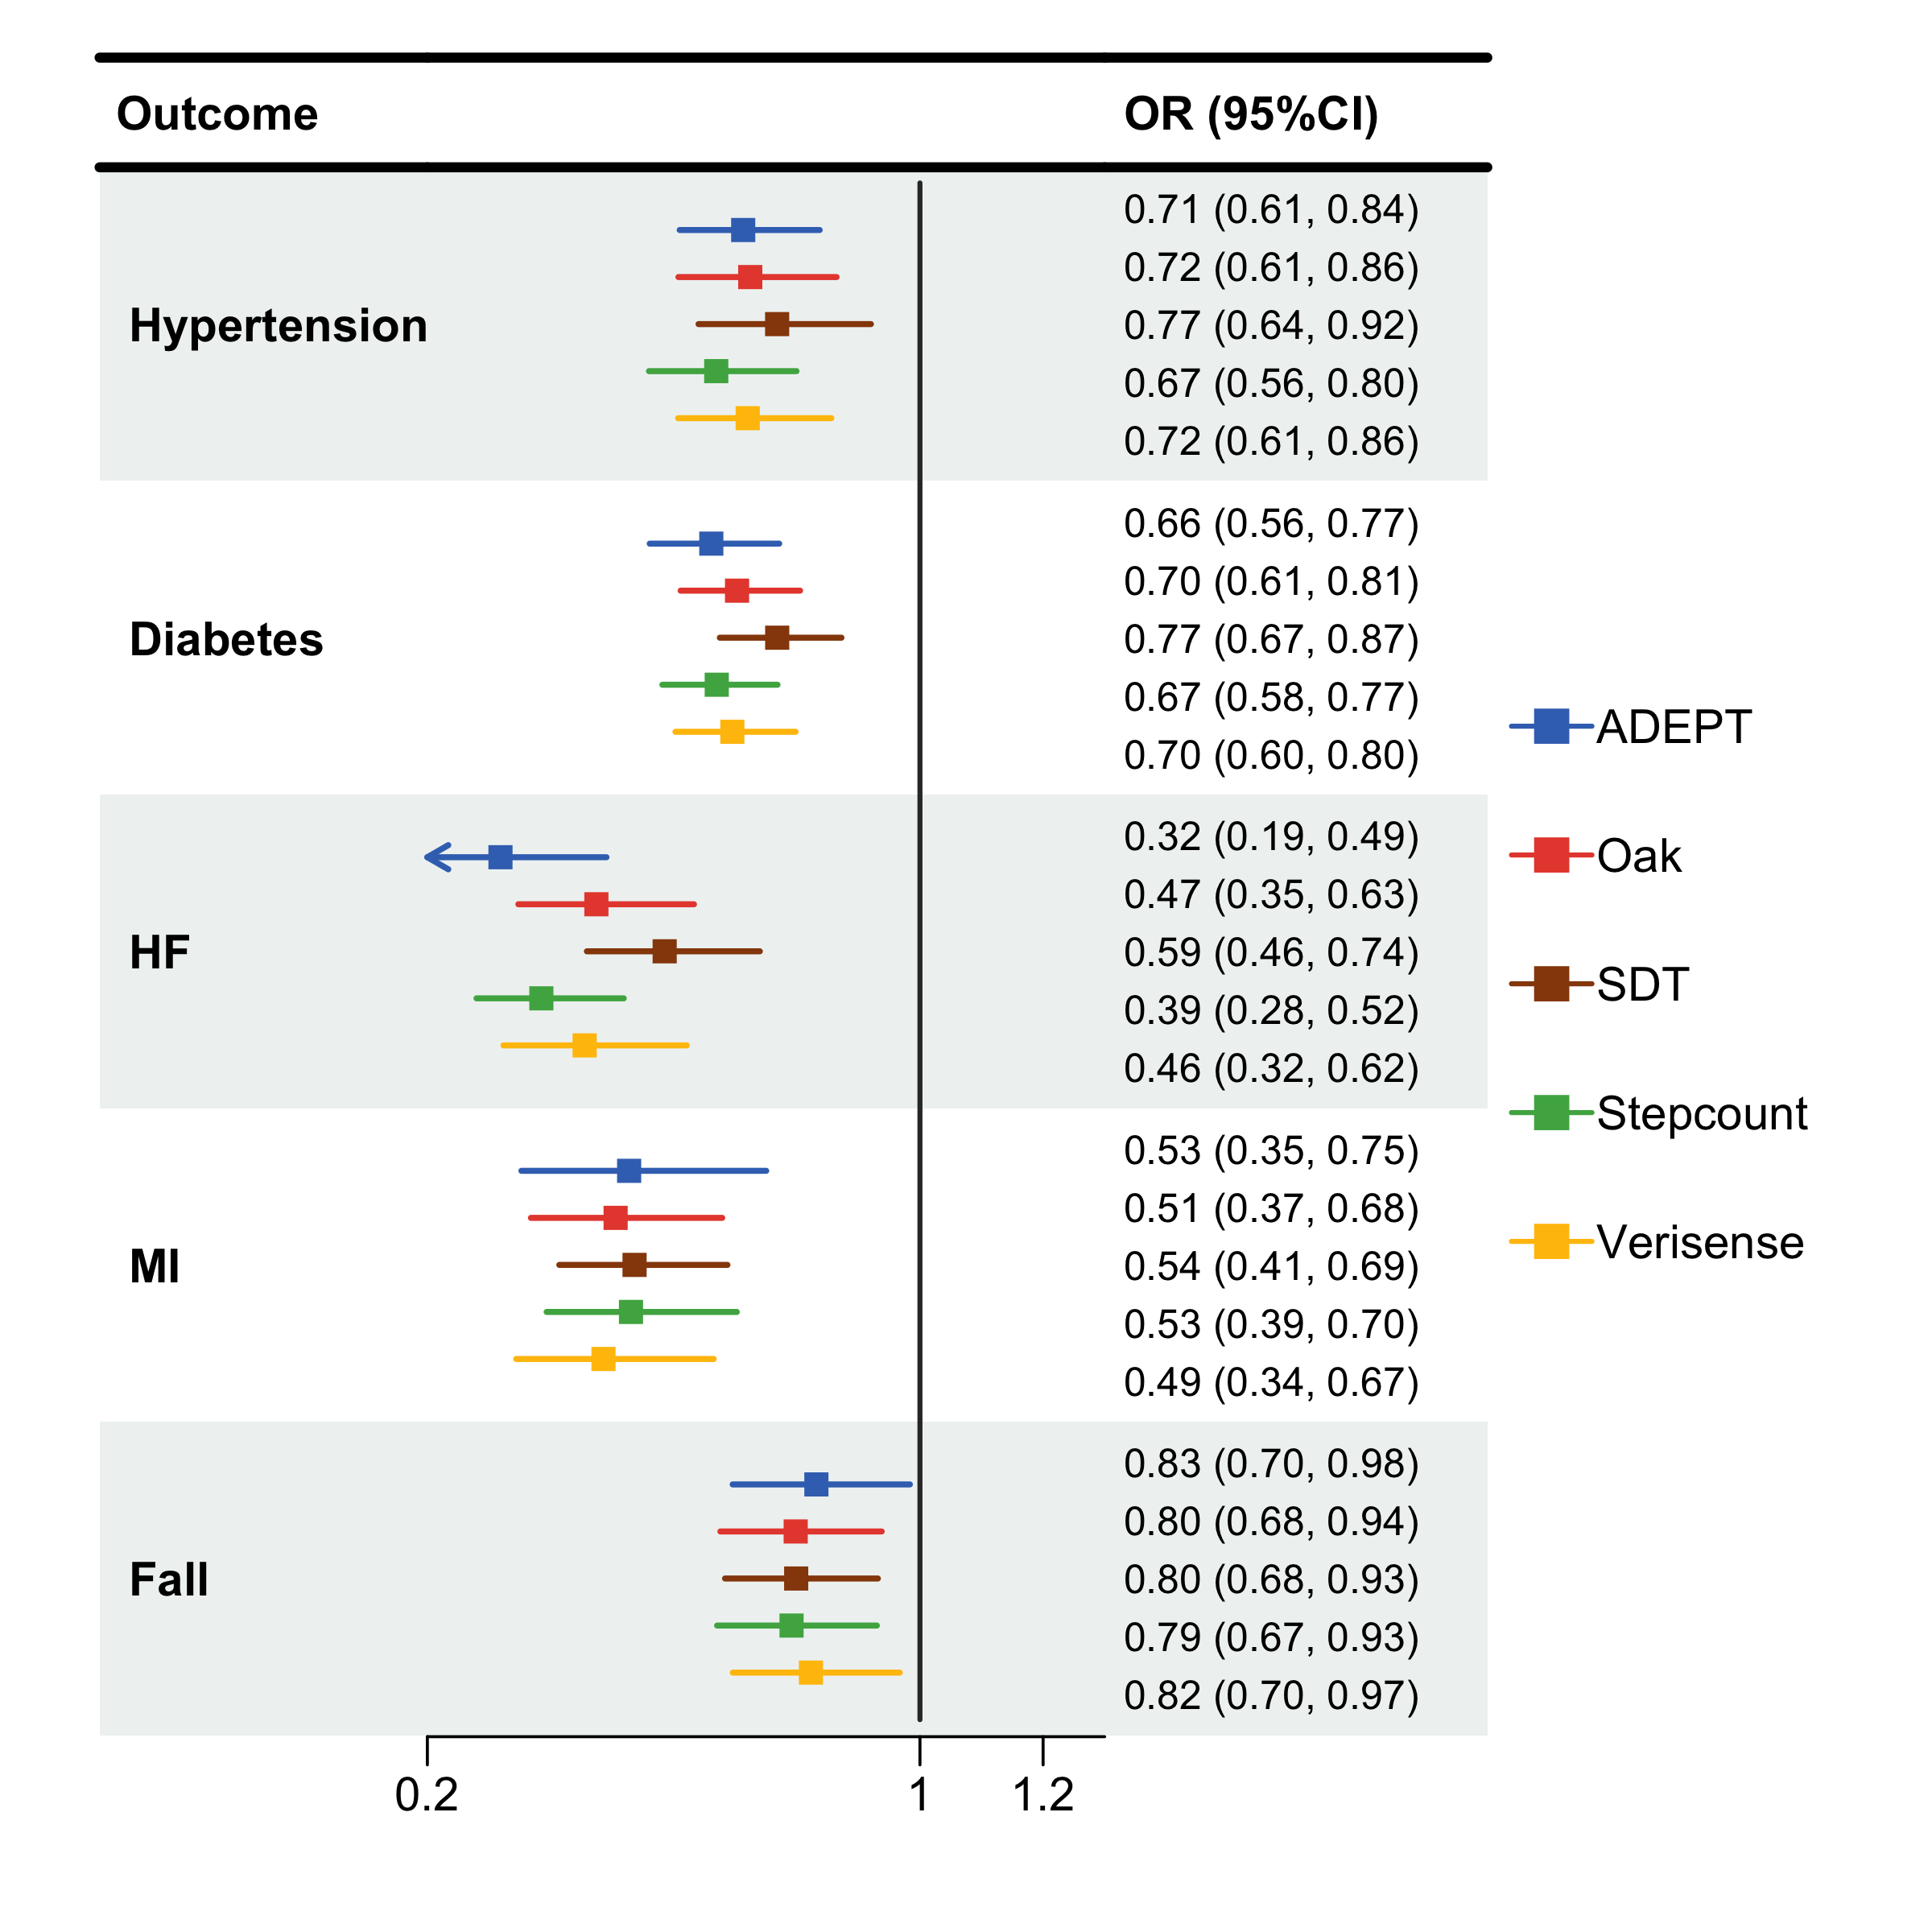 Outcome OR (95%CI)
Hypertension
0.71 (0.61, 0.84)
0.72 (0.61, 0.86)
0.77 (0.64, 0.92)
0.67 (0.56, 0.80)
0.72 (0.61, 0.86)
Diabetes
0.66 (0.56, 0.77)
0.70 (0.61, 0.81)
0.77 (0.67, 0.87)
0.67 (0.58, 0.77)
0.70 (0.60, 0.80)
HF
0.32 (0.19, 0.49)
0.47 (0.35, 0.63)
0.59 (0.46, 0.74)
0.39 (0.28, 0.52)
0.46 (0.32, 0.62)
MI
0.53 (0.35, 0.75)
0.51 (0.37, 0.68)
0.54 (0.41, 0.69)
0.53 (0.39, 0.70)
0.49 (0.34, 0.67)
Fall
0.83 (0.70, 0.98)
0.80 (0.68, 0.94)
0.80 (0.68, 0.93)
0.79 (0.67, 0.93)
0.82 (0.70, 0.97)
0.2 1 1.2
ADEPT
Oak
SDT
Stepcount
Verisense